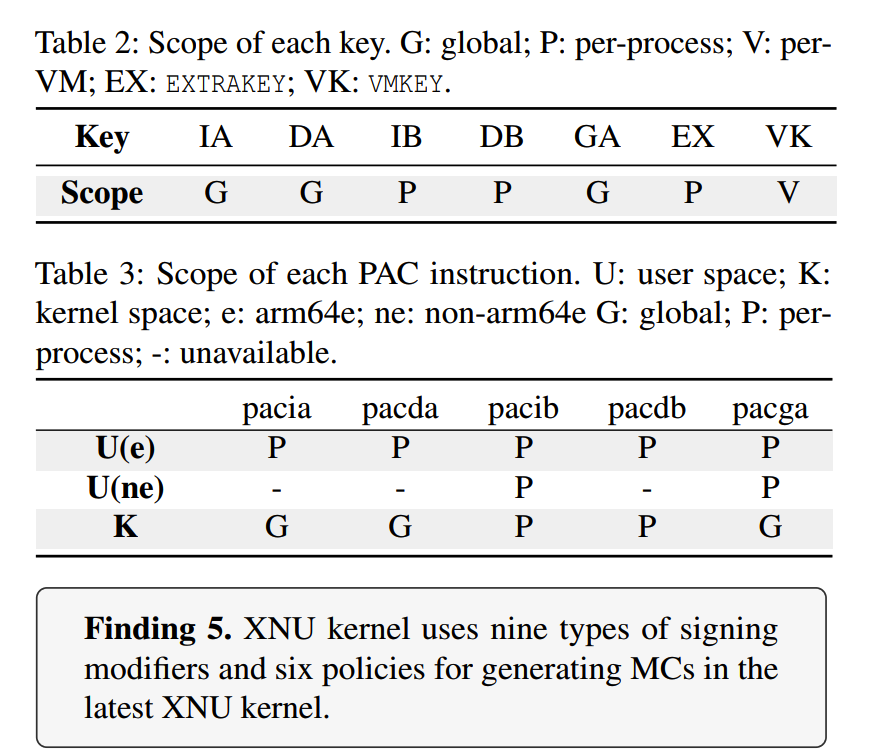 Table 2: Scope of each key. G: global; P: per-process; V: per-
VM; EX: EXTRAKEY; VK: VMKEY.
Key IA DA IB DB GA EX VK
Scope G G P P G P V
Table 3: Scope of each PAC instruction. U: user space; K:
kernel space; e: arm64e; ne: non-arm64e G: global; P: per-
process; -: unavailable.
pacia pacda pacib pacdb pacga
U(e) P P P P P
U(ne) - - P - P
K G G P P G
Finding 5. XNU kernel uses nine types of signing
modifiers and six policies for generating MCs in the
latest XNU kernel.